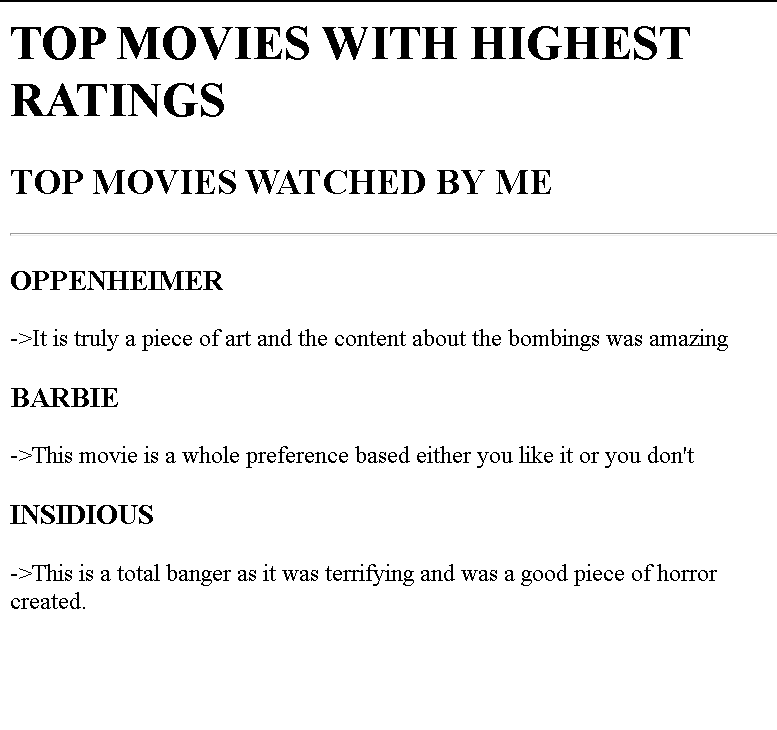 TOP MOVIES WITH HIGHEST
RATINGS
TOP MOVIES WATCHED BY ME
OPPENHEIMER
->It is truly a piece of art and the content about the bombings was amazing
BARBIE
->This movie is a whole preference based either you like it or you don't
INSIDIOUS
->This is a total banger as it was terrifying and was a good piece of horror
created.